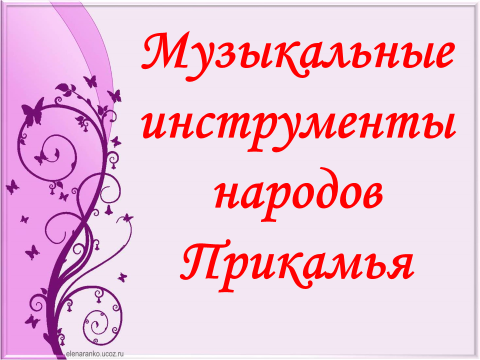 Музыкальные
инструменты
народов
Прикамья
elenaranko.ucoz.ru